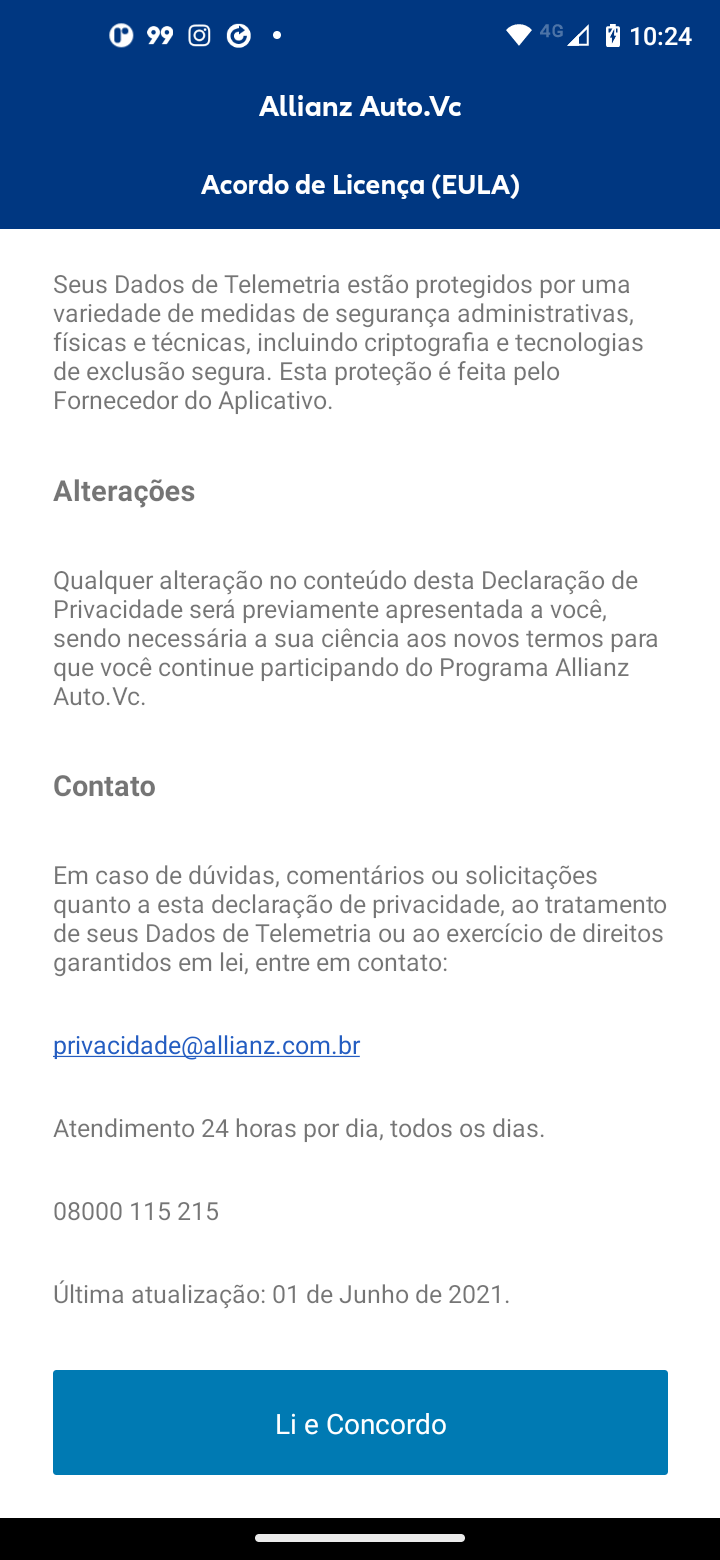 99
4G
10:24
Allianz Auto.Vc
Acordo de Licença (EULA)
Seus Dados de Telemetria estão protegidos por uma
variedade de medidas de segurança administrativas,
físicas e técnicas, incluindo criptografia e tecnologias
de exclusão segura. Esta proteção é feita pelo
Fornecedor do Aplicativo.
Alterações
Qualquer alteração no conteúdo desta Declaração de
Privacidade será previamente apresentada a você,
sendo necessária a sua ciência aos novos termos para
que você continue participando do Programa Allianz
Auto.Vc.
Contato
Em caso de dúvidas, comentários ou solicitações
quanto a esta declaração de privacidade, ao tratamento
de seus Dados de Telemetria ou ao exercício de direitos
garantidos em lei, entre em contato:
privacidade@allianz.com.br
Atendimento 24 horas por dia, todos os dias.
08000 115 215
Última atualização: 01 de Junho de 2021.
Li e Concordo